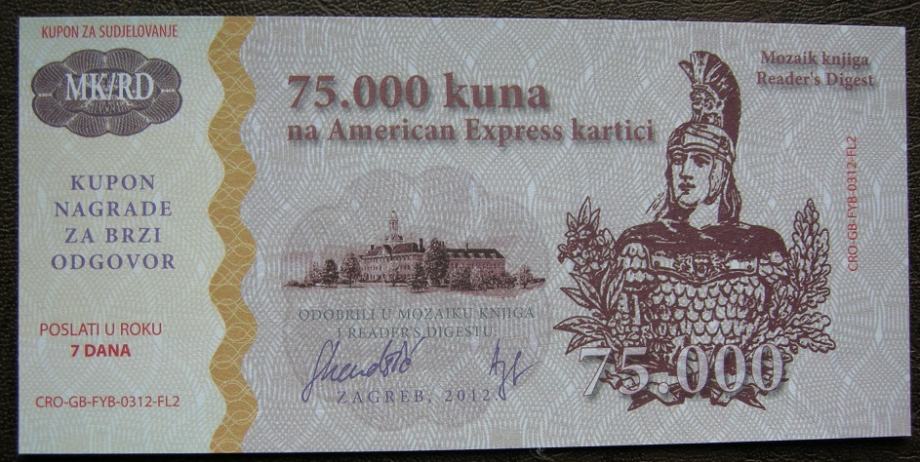 KUPON ZA SUDJELOVANJE
MK/RD
KUPON
NAGRADE
ZA BRZI
ODGOVOR
POSLATI U ROKU
7 DANA
CRO-GB-FYB-0312-FL2
75.000 kuna
na American Express kartici
ODOBRILI U MOZAIKU KNJIGA
I READER'S DIGESTU
ZAGREB, 2012
Mozaik knjiga
Reader's Digest
CRO-GB-FYB-0312-FL2
75.000